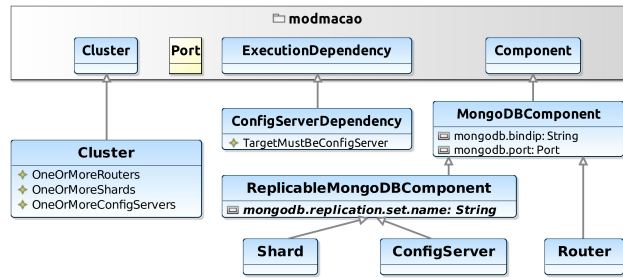 modmacao
Cluster
Port
ExecutionDependency
Component
ConfigServerDependency
TargetMustBeConfigServer
MongoDBComponent
mongodb.bindip: String
mongodb.port: Port
Cluster
OneOrMoreRouters
OneOrMoreShards
OneOrMoreConfigServers
ReplicableMongoDBComponent
mongodb.replication.set.name: String
Shard
ConfigServer
Router